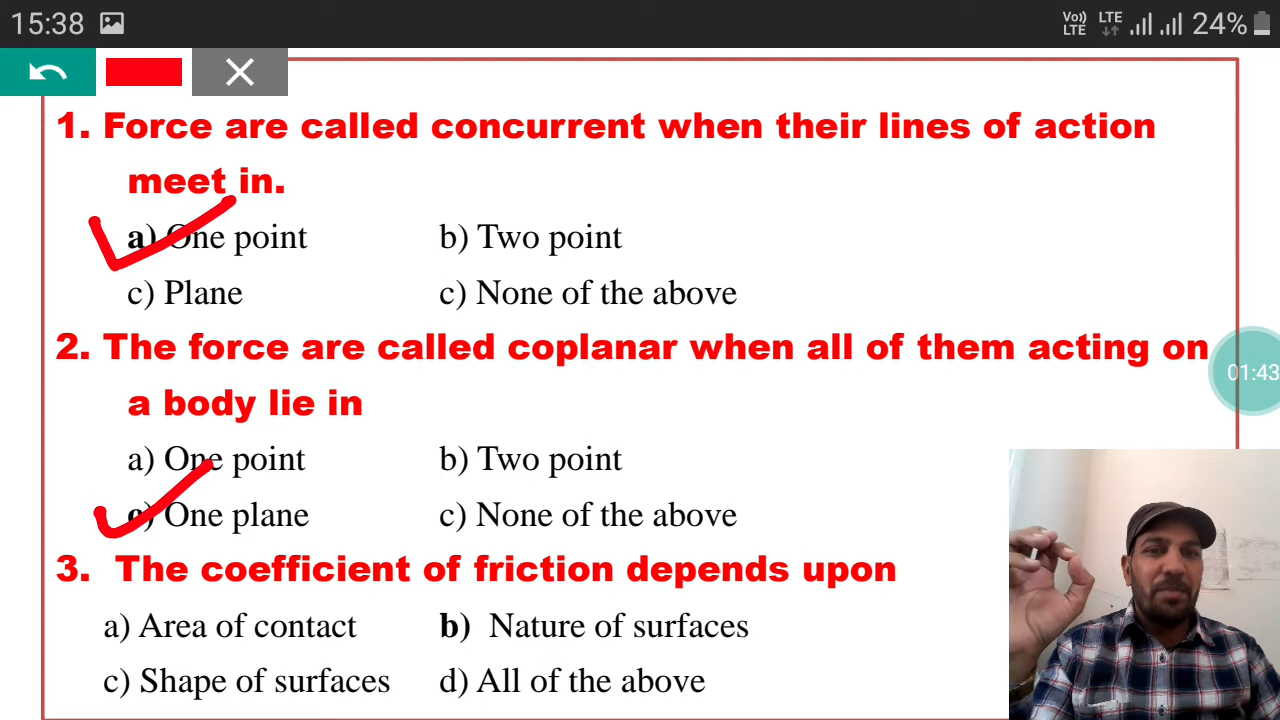 15:38 Vo)) LTE LTE 24%
1. Force are called concurrent when their lines of action
meet in.
a) One point b) Two point
c) Plane c) None of the above
2. The force are called coplanar when all of them acting on
01:43
a body lie in
a) One point b) Two point
c) One plane c) None of the above
3. The coefficient of friction depends upon
a) Area of contact b) Nature of surfaces
c) Shape of surfaces d) All of the above